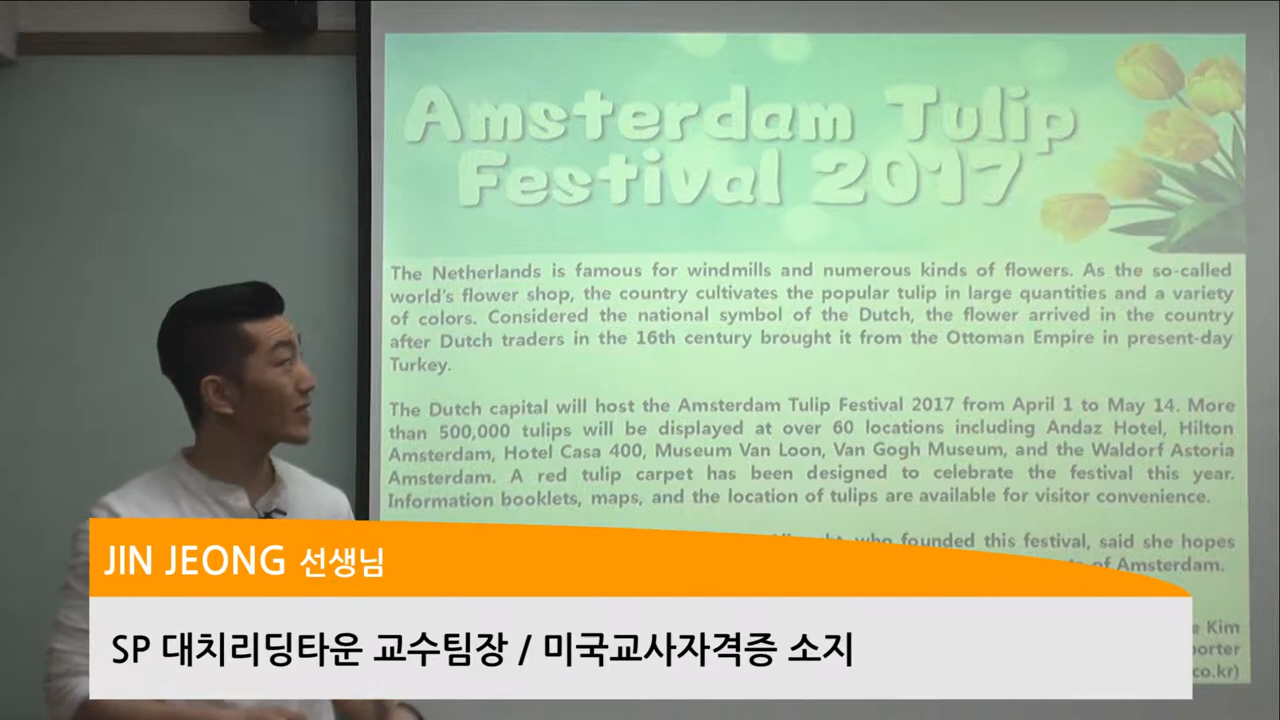 Amsterdam Tulip
Festival 2017
The Netherlands is famous for windmills and numerous kinds of flowers. As the so-called
world's flower shop, the country cultivates the popular tulip in large quantities and a variety
of colors. Considered the national symbol of the Dutch, the flower arrived in the country
after Dutch traders in the 16th century brought it from the Ottoman Empire in present-day
Turkey.
The Dutch capital will host the Amsterdam Tulip Festival 2017 from April 1 to May 14. More
than 500,000 tulips will be displayed at over 60 locations including Andaz Hotel, Hilton
Amsterdam, Hotel Casa 400, Museum Van Loon, Van Gogh Museum, and the Waldorf Astoria
Amsterdam. A red tulip carpet has been designed to celebrate the festival this year.
Information booklets, maps, and the location of tulips are available for visitor convenience.
who founded this festival, said she hopes
of Amsterdam.
Kim
co.kr)
JIN JEONG 선생님
SP 대치리딩타운 교수팀장 / 미국교사자격증 소지